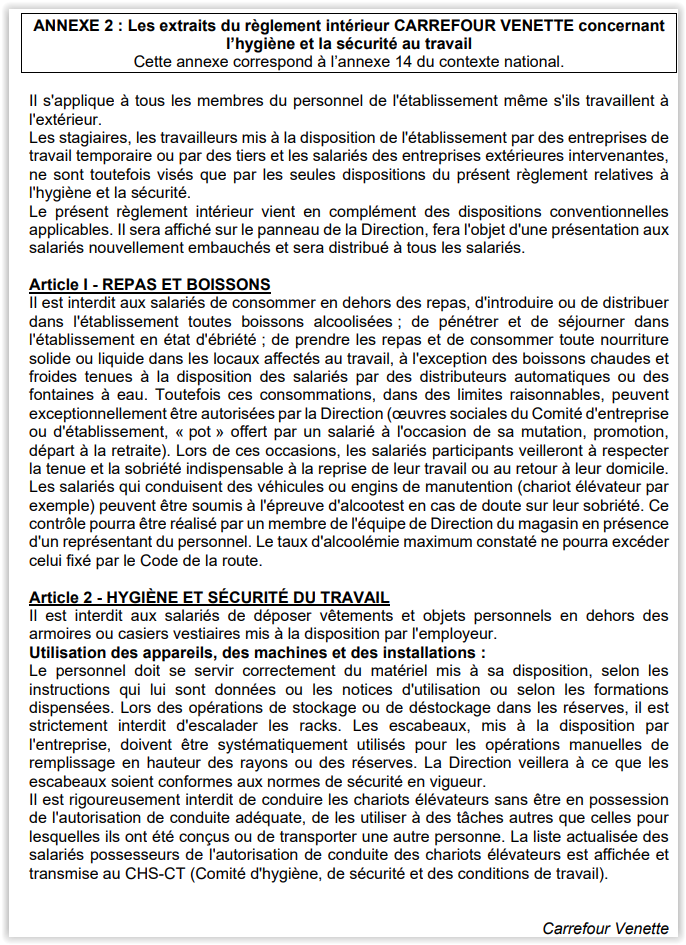 ANNEXE 2 : Les extraits du règlement intérieur CARREFOUR VENETTE concernant
l’hygiène et la sécurité au travail
Cette annexe correspond à l’annexe 14 du contexte national.
Il s'applique à tous les membres du personnel de l'établissement même s'ils travaillent à
l'extérieur.
Les stagiaires, les travailleurs mis à la disposition de l'établissement par des entreprises de
travail temporaire ou par des tiers et les salariés des entreprises extérieures intervenantes,
ne sont toutefois visés que par les seules dispositions du présent règlement relatives à
l'hygiène et la sécurité.
Le présent règlement intérieur vient en complément des dispositions conventionnelles
applicables. Il sera affiché sur le panneau de la Direction, fera l'objet d'une présentation aux
salariés nouvellement embauchés et sera distribué à tous les salariés.
Article I - REPAS ET BOISSONS
Il est interdit aux salariés de consommer en dehors des repas, d'introduire ou de distribuer
dans l'établissement toutes boissons alcoolisées ; de pénétrer et de séjourner dans
l'établissement en état d'ébriété ; de prendre les repas et de consommer toute nourriture
solide ou liquide dans les locaux affectés au travail, à l'exception des boissons chaudes et
froides tenues à la disposition des salariés par des distributeurs automatiques ou des
fontaines à eau. Toutefois ces consommations, dans des limites raisonnables, peuvent
exceptionnellement être autorisées par la Direction (œuvres sociales du Comité d'entreprise
ou d'établissement, « pot » offert par un salarié à l'occasion de sa mutation, promotion,
départ à la retraite). Lors de ces occasions, les salariés participants veilleront à respecter
la tenue et la sobriété indispensable à la reprise de leur travail ou au retour à leur domicile.
Les salariés qui conduisent des véhicules ou engins de manutention (chariot élévateur par
exemple) peuvent être soumis à l'épreuve d'alcootest en cas de doute sur leur sobriété. Ce
contrôle pourra être réalisé par un membre de l'équipe de Direction du magasin en présence
d'un représentant du personnel. Le taux d'alcoolémie maximum constaté ne pourra excéder
celui fixé par le Code de la route.
Article 2 - HYGIÈNE ET SÉCURITÉ DU TRAVAIL
Il est interdit aux salariés de déposer vêtements et objets personnels en dehors des
armoires ou casiers vestiaires mis à la disposition par l'employeur.
Utilisation des appareils, des machines et des installations :
Le personnel doit se servir correctement du matériel mis à sa disposition, selon les
instructions qui lui sont données ou les notices d'utilisation ou selon les formations
dispensées. Lors des opérations de stockage ou de déstockage dans les réserves, il est
strictement interdit d'escalader les racks. Les escabeaux, mis à la disposition par
l'entreprise, doivent être systématiquement utilisés pour les opérations manuelles de
remplissage en hauteur des rayons ou des réserves. La Direction veillera à ce que les
escabeaux soient conformes aux normes de sécurité en vigueur.
Il est rigoureusement interdit de conduire les chariots élévateurs sans être en possession
de l'autorisation de conduite adéquate, de les utiliser à des tâches autres que celles pour
lesquelles ils ont été conçus ou de transporter une autre personne. La liste actualisée des
salariés possesseurs de l'autorisation de conduite des chariots élévateurs est affichée et
transmise au CHS-CT (Comité d'hygiène, de sécurité et des conditions de travail).
Carrefour Venette